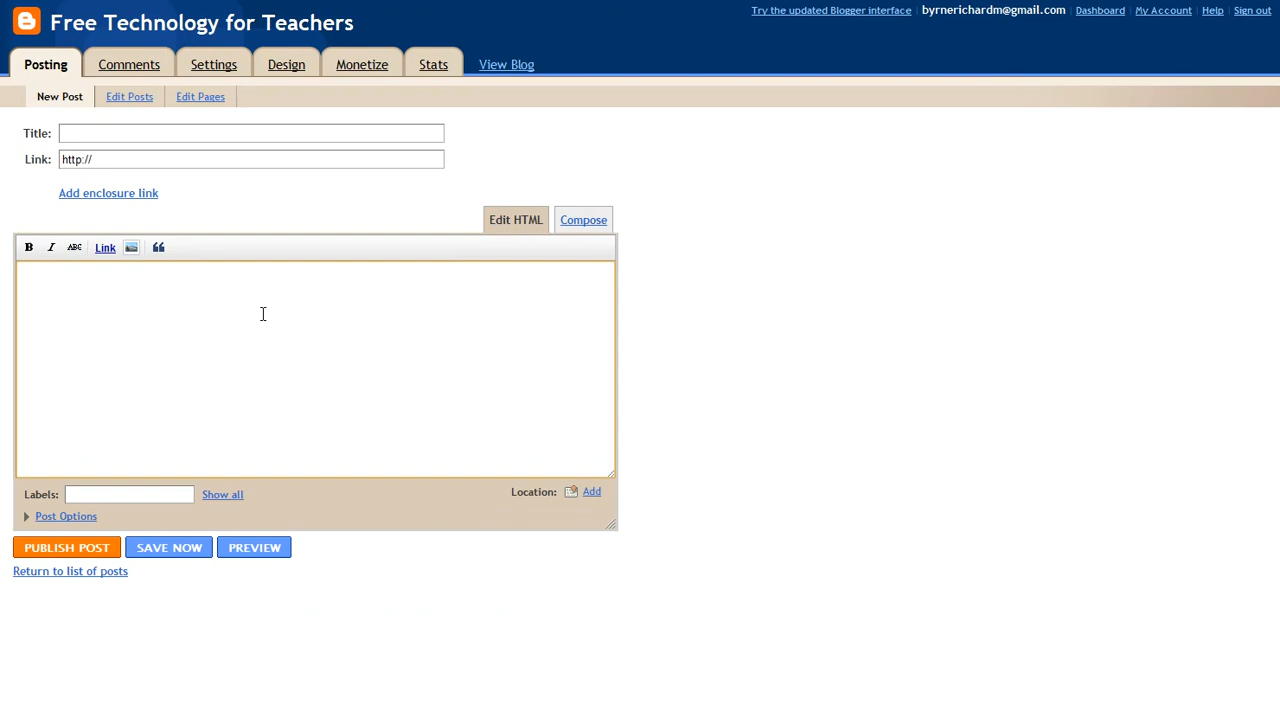 Free Technology for Teachers
Try the updated Blogger interface | byrnerichardm@gmail.com | Dashboard | My Account | Help | Sign out
Posting Comments Settings Design Monetize Stats View Blog
New Post Edit Posts Edit Pages
Title:
Link: http://
Add enclosure link
Edit HTML Compose
B I ABC Link
Labels: Show all Location: Add
Post Options
PUBLISH POST SAVE NOW PREVIEW
Return to list of posts